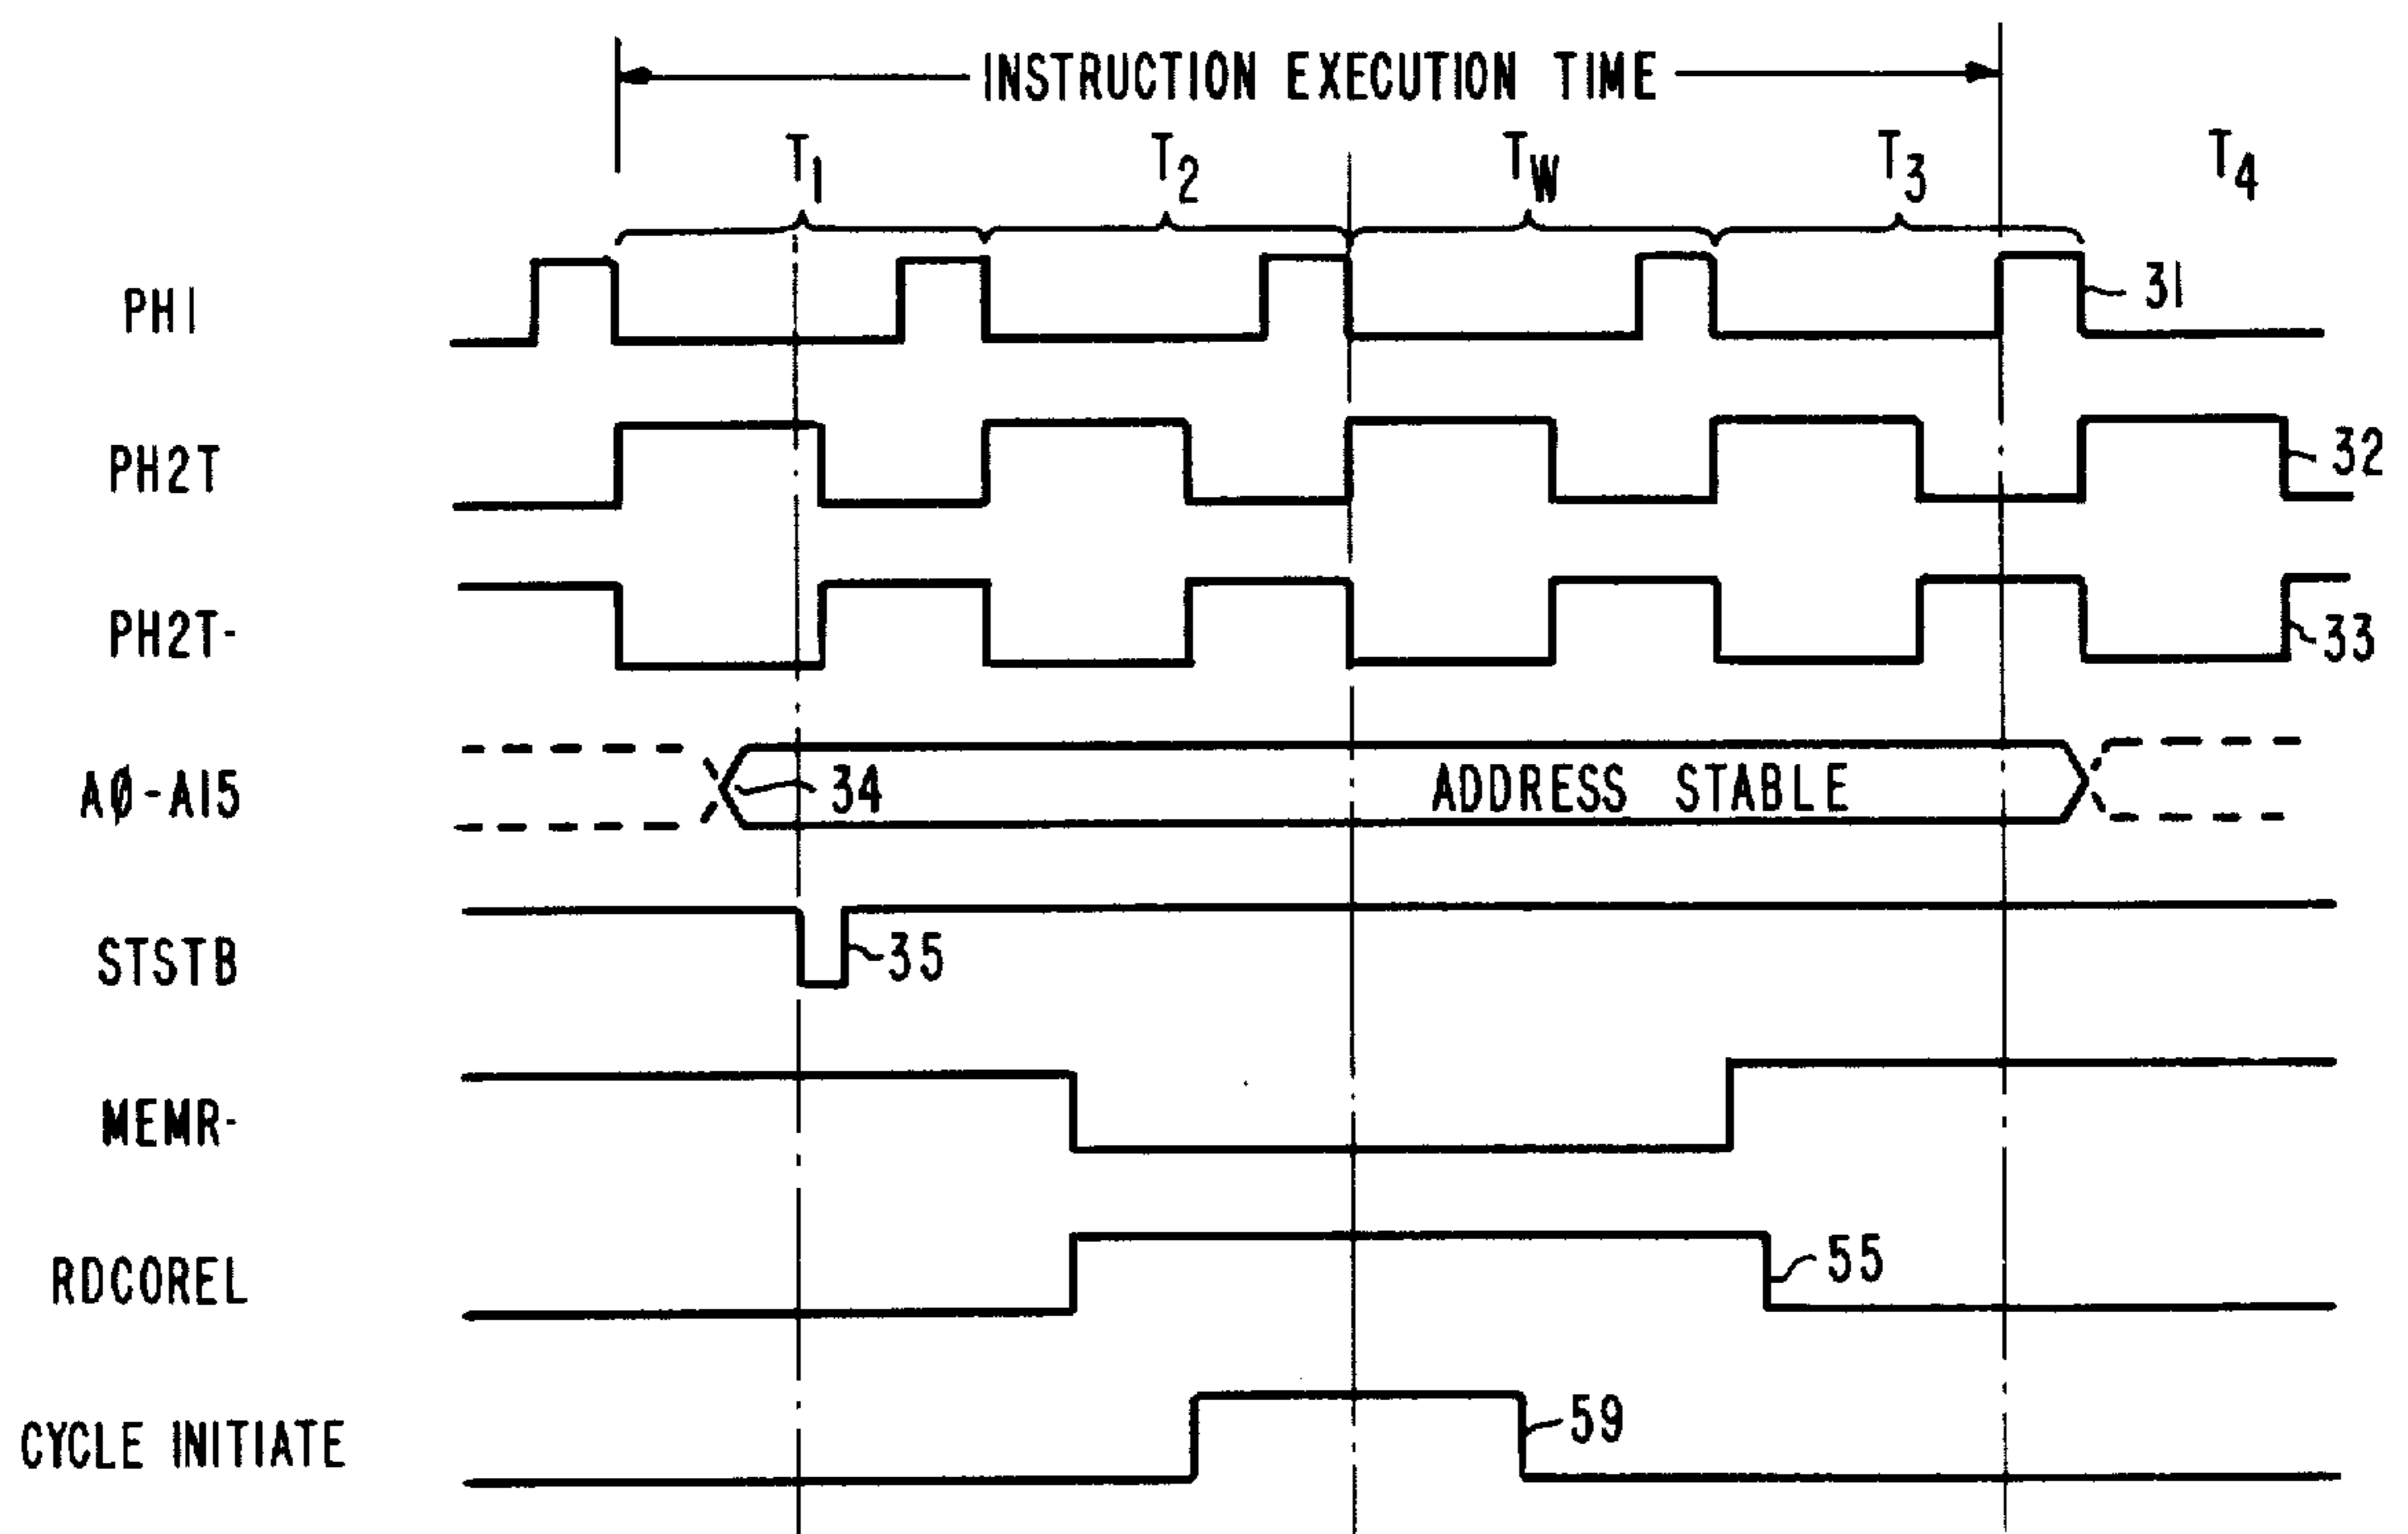 INSTRUCTION EXECUTION TIME
T1 T2 TW T3 T4
PH1 31
PH2T 32
PH2T- 33
AØ-A15 34 ADDRESS STABLE
STSTB 35
MEMR-
RDCOREL 55
CYCLE INITIATE 59